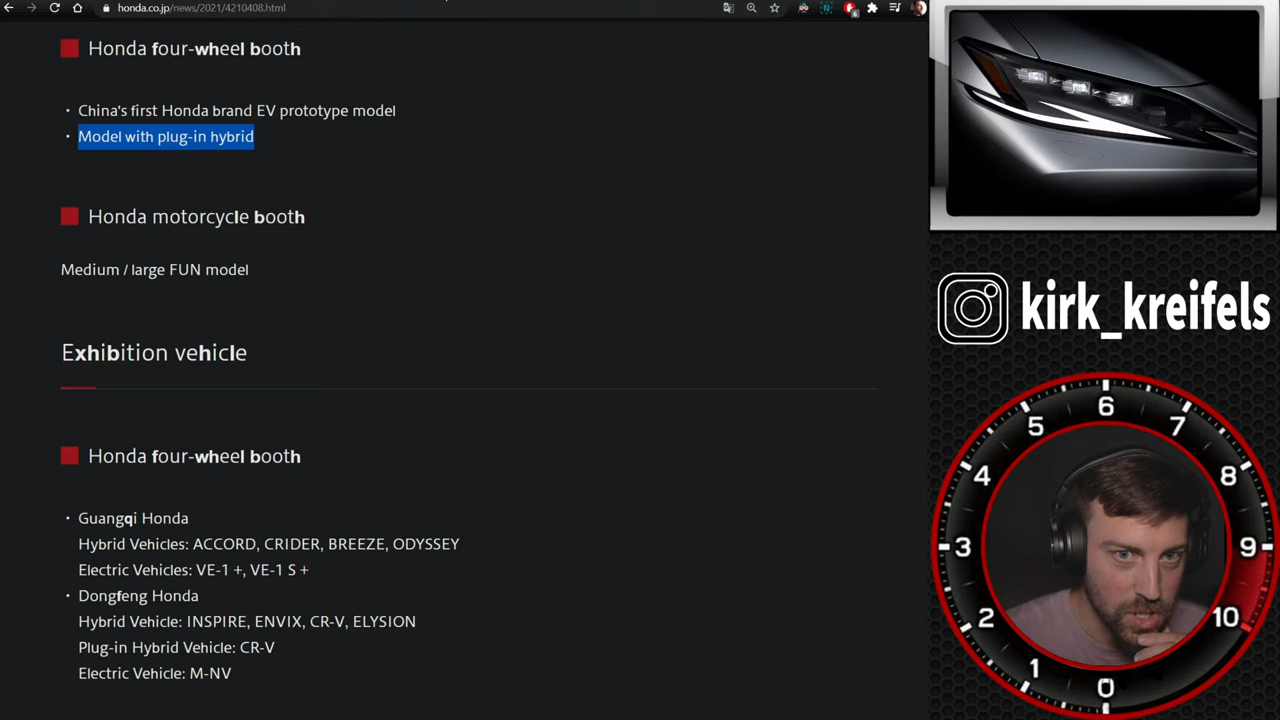 honda.co.jp/news/2021/4210408.html
6
Honda four-wheel booth
・ China's first Honda brand EV prototype model
・ Model with plug-in hybrid
Honda motorcycle booth
Medium / large FUN model
Exhibition vehicle
Honda four-wheel booth
・ Guangqi Honda
Hybrid Vehicles: ACCORD, CRIDER, BREEZE, ODYSSEY
Electric Vehicles: VE-1 +, VE-1 S +
・ Dongfeng Honda
Hybrid Vehicle: INSPIRE, ENVIX, CR-V, ELYSION
Plug-in Hybrid Vehicle: CR-V
Electric Vehicle: M-NV
kirk_kreifels
6
5
7
4
8
3
9
2
10
1
0